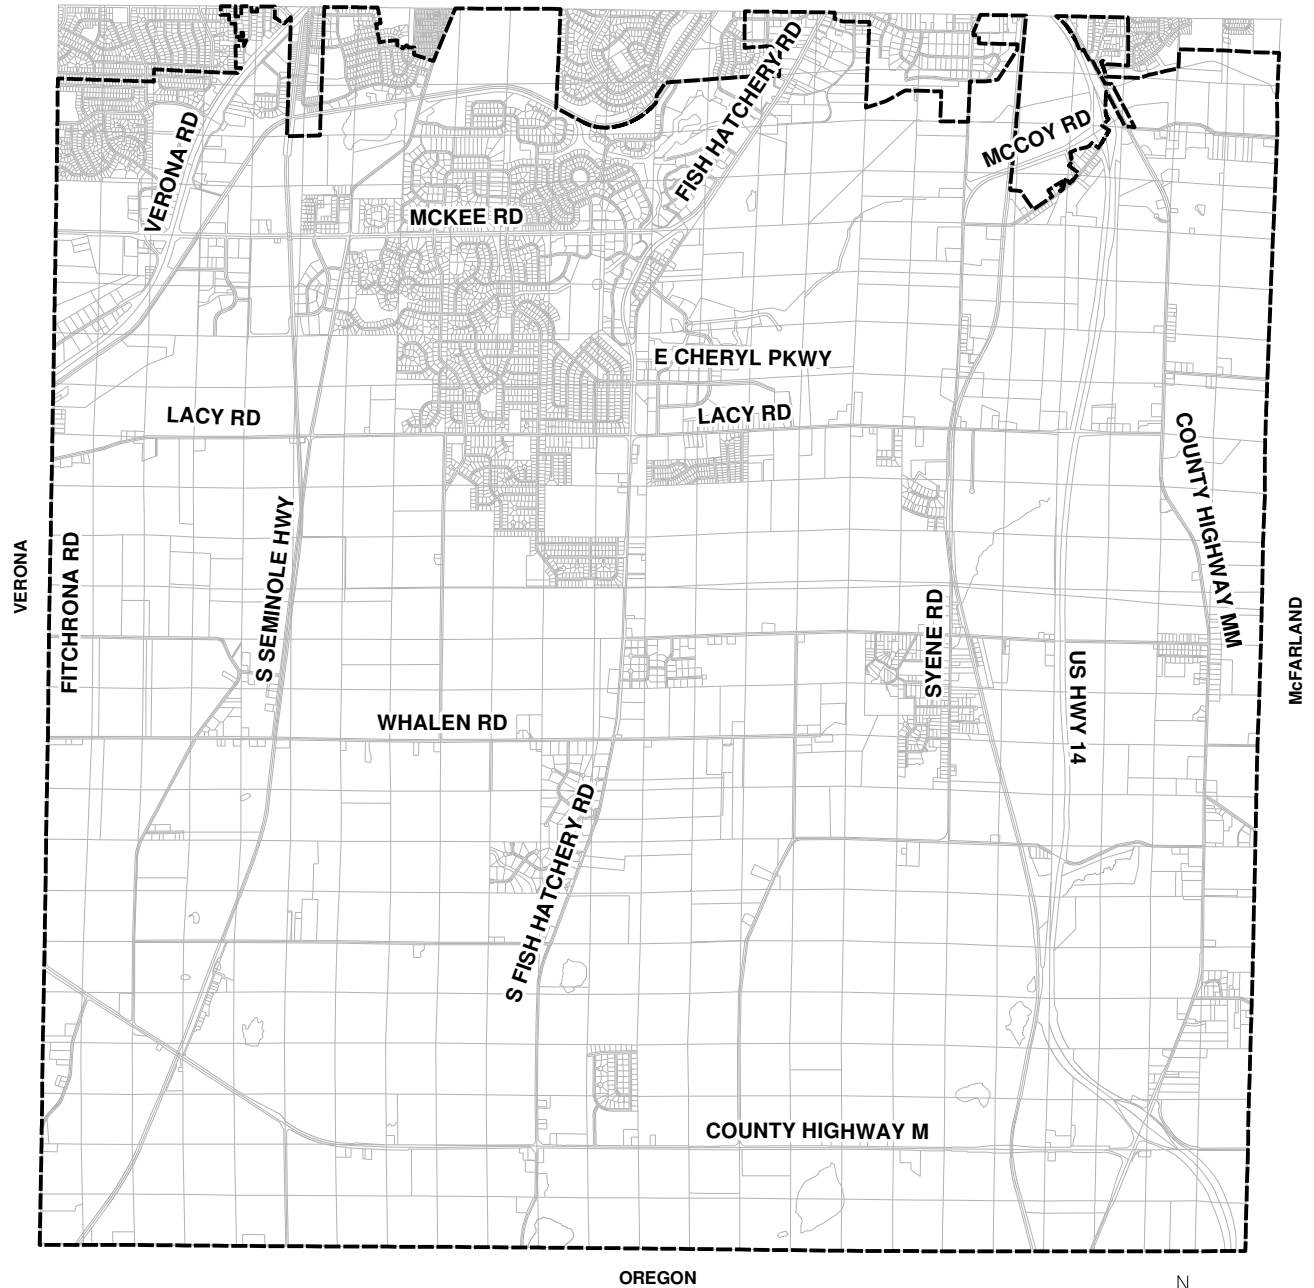 FISH HATCHERY RD
VERONA RD
MCCOY RD
MCKEE RD
E CHERYL PKWY
LACY RD
LACY RD
COUNTY HIGHWAY MM
S SEMINOLE HWY
FITCHRONA RD
VERONA
SYENE RD
US HWY 14
McFARLAND
WHALEN RD
S FISH HATCHERY RD
COUNTY HIGHWAY M
OREGON
N